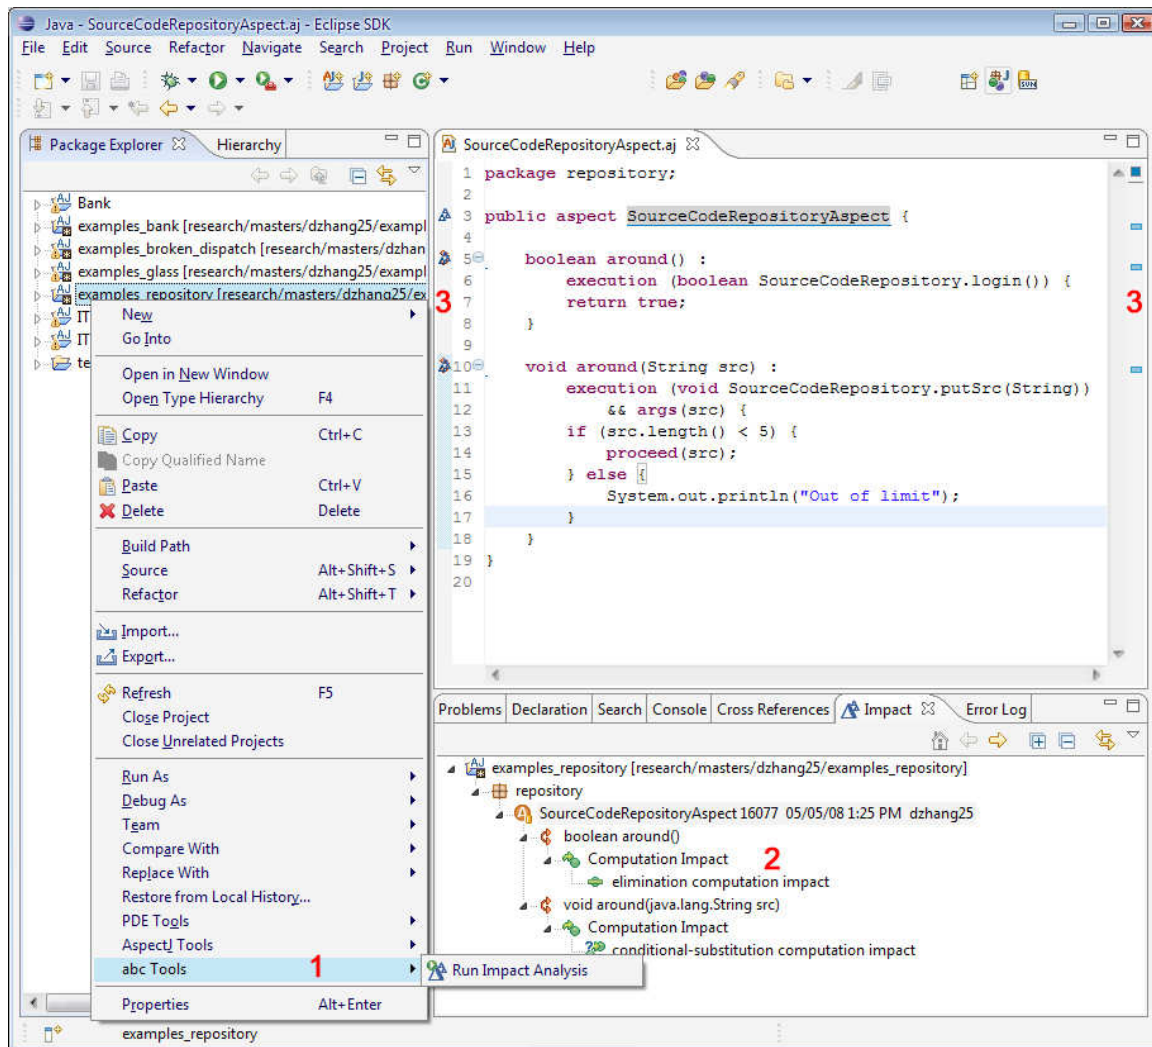 Java - SourceCodeRepositoryAspect.aj - Eclipse SDK
File Edit Source Refactor Navigate Search Project Run Window Help
Package Explorer Hierarchy
Bank
examples_bank [research/masters/dzhang25/exampl
examples_broken_dispatch [research/masters/dzhan
examples_glass [research/masters/dzhang25/exampl
examples_repository [research/masters/dzhang25/ex
IT
IT
te
New
Go Into
Open in New Window
Open Type Hierarchy F4
Copy Ctrl+C
Copy Qualified Name
Paste Ctrl+V
Delete Delete
Build Path
Source Alt+Shift+S
Refactor Alt+Shift+T
Import...
Export...
Refresh F5
Close Project
Close Unrelated Projects
Run As
Debug As
Team
Compare With
Replace With
Restore from Local History...
PDE Tools
AspectJ Tools
abc Tools 1
Run Impact Analysis
Properties Alt+Enter
examples_repository
SourceCodeRepositoryAspect.aj
1 package repository;
2
3 public aspect SourceCodeRepositoryAspect {
4
5 boolean around() :
6 execution (boolean SourceCodeRepository.login()) {
3 7 return true; 3
8 }
9
10 void around(String src) :
11 execution (void SourceCodeRepository.putSrc(String))
12 && args(src) {
13 if (src.length() < 5) {
14 proceed(src);
15 } else {
16 System.out.println("Out of limit");
17 }
18 }
19 }
20
Problems Declaration Search Console Cross References Impact Error Log
examples_repository [research/masters/dzhang25/examples_repository]
repository
SourceCodeRepositoryAspect 16077 05/05/08 1:25 PM dzhang25
boolean around()
Computation Impact 2
elimination computation impact
void around(java.lang.String src)
Computation Impact
conditional-substitution computation impact